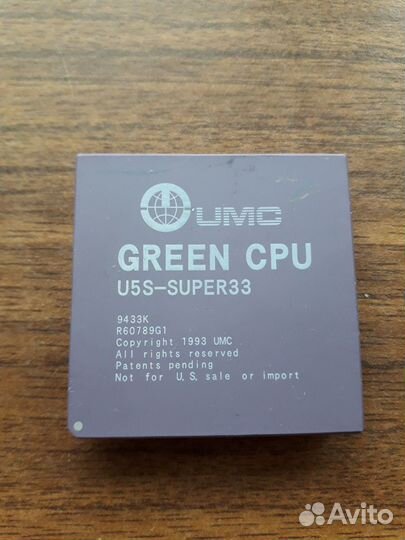 UMC
GREEN CPU
U5S-SUPER33
9433K
R60789G1
Copyright 1993 UMC
All rights reserved
Patents pending
Not for U.S. sale or import
Avito